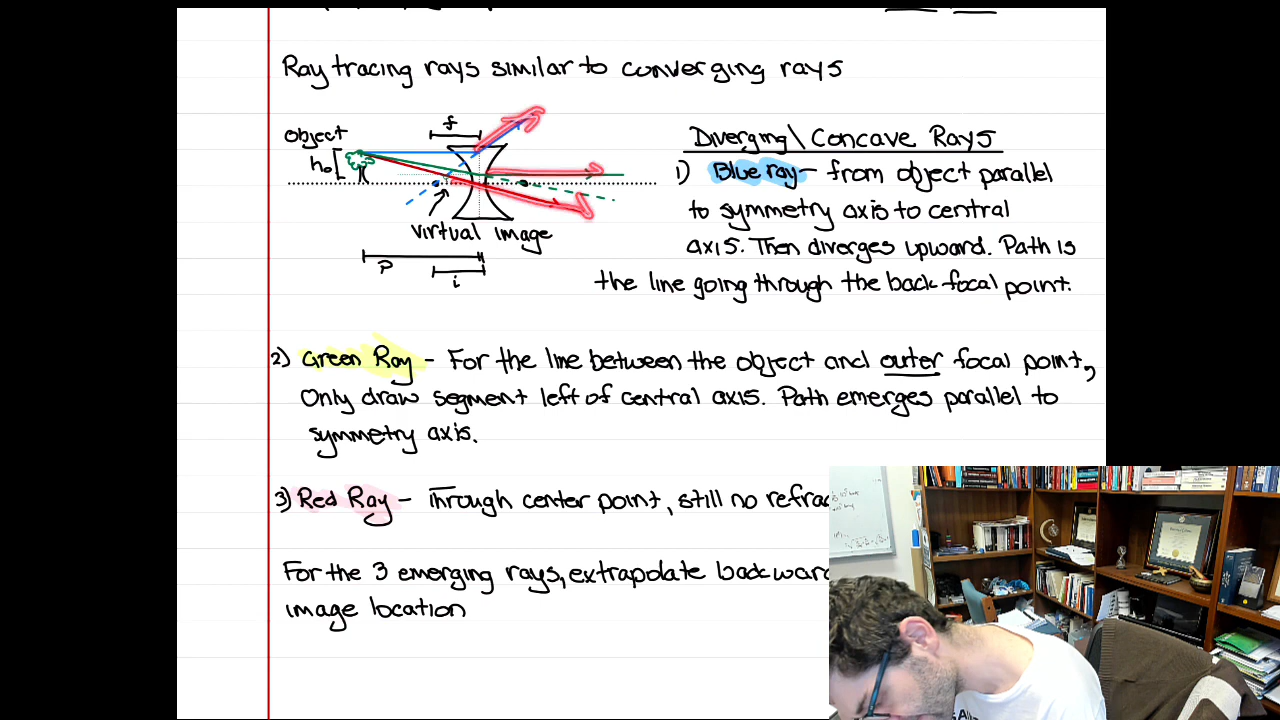 Ray tracing rays similar to converging rays
object
h₀
f
virtual image
P
i
Diverging\Concave Rays
1) Blue ray - from object parallel
to symmetry axis to central
axis. Then diverges upward. Path is
the line going through the back focal point.
2) Green Ray - For the line between the object and outer focal point,
Only draw segment left of central axis. Path emerges parallel to
symmetry axis.
3) Red Ray - Through center point, still no refrac
For the 3 emerging rays, extrapolate backward
image location